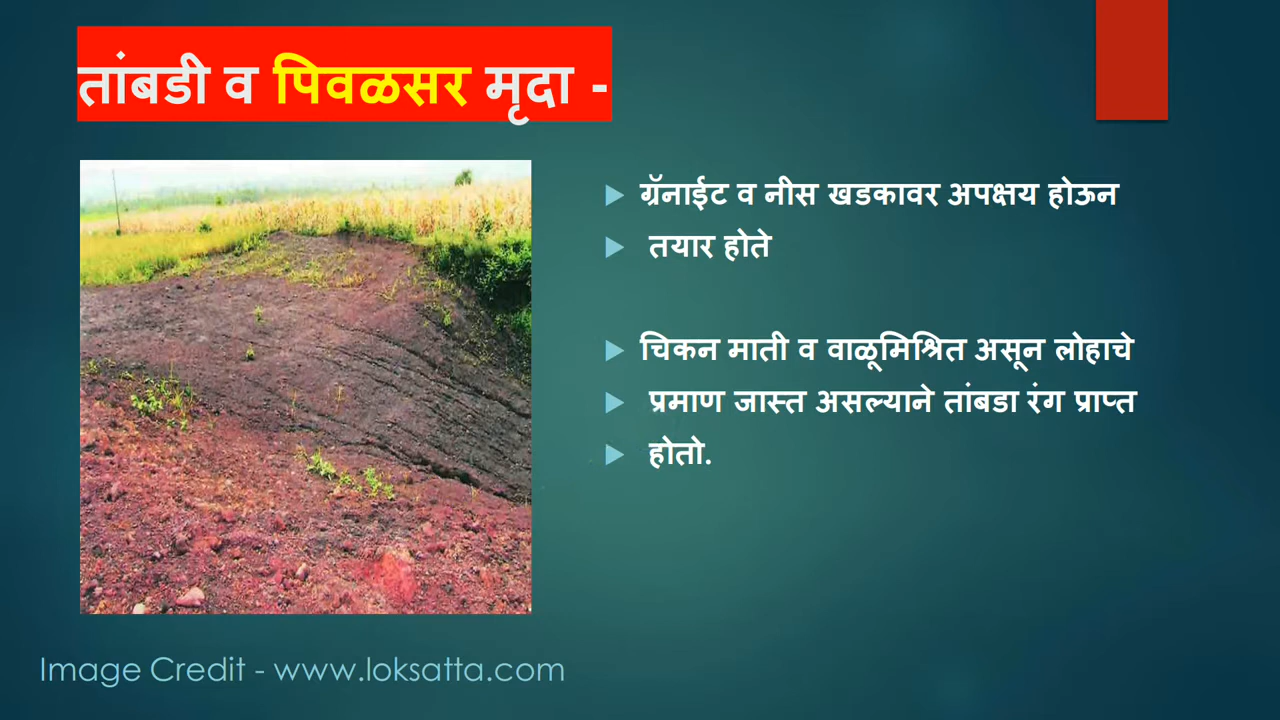 तांबडी व पिवळसर मृदा -
ग्रॅनाईट व नीस खडकावर अपक्षय होऊन
तयार होते
चिकन माती व वाळूमिश्रित असून लोहाचे
प्रमाण जास्त असल्याने तांबडा रंग प्राप्त
होतो.
Image Credit - www.loksatta.com